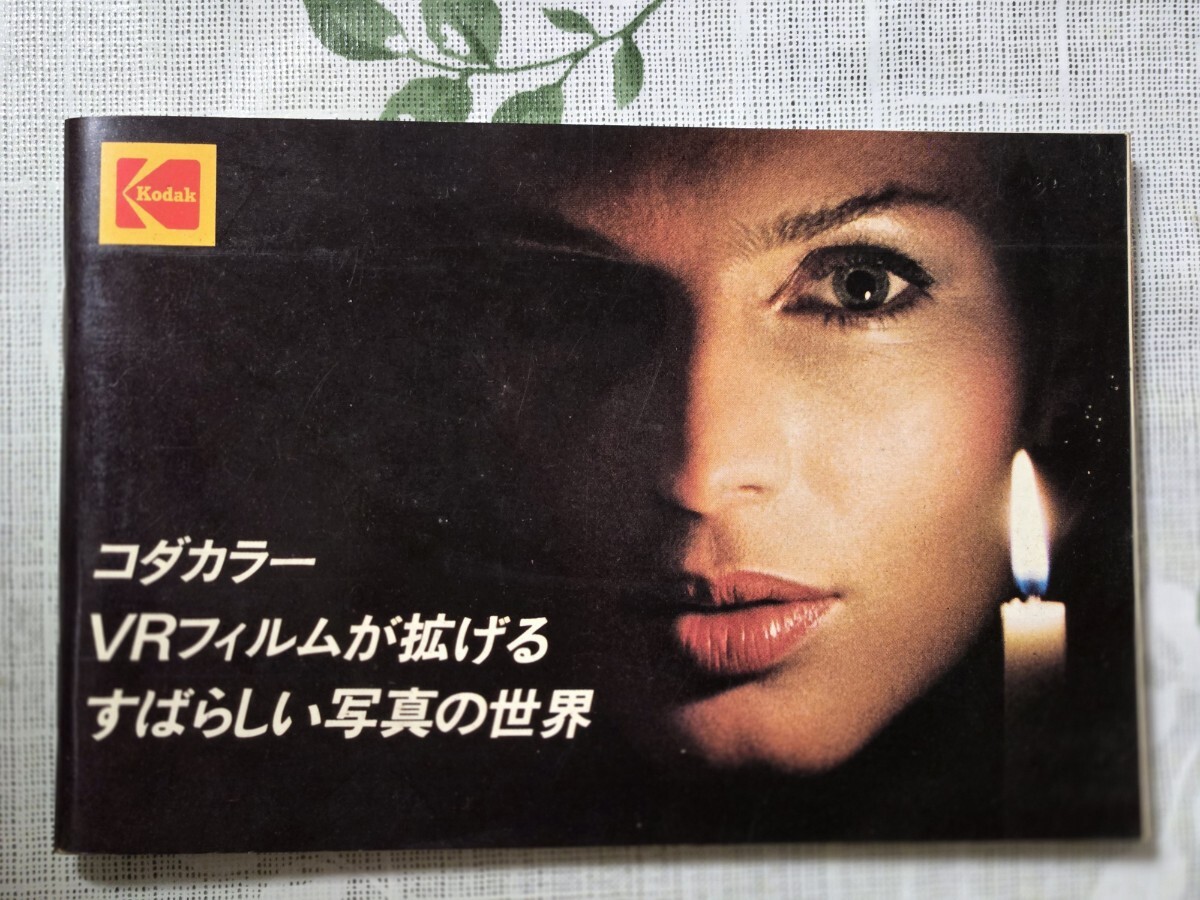 Kodak
コダカラー
VRフィルムが拡げる
すばらしい写真の世界